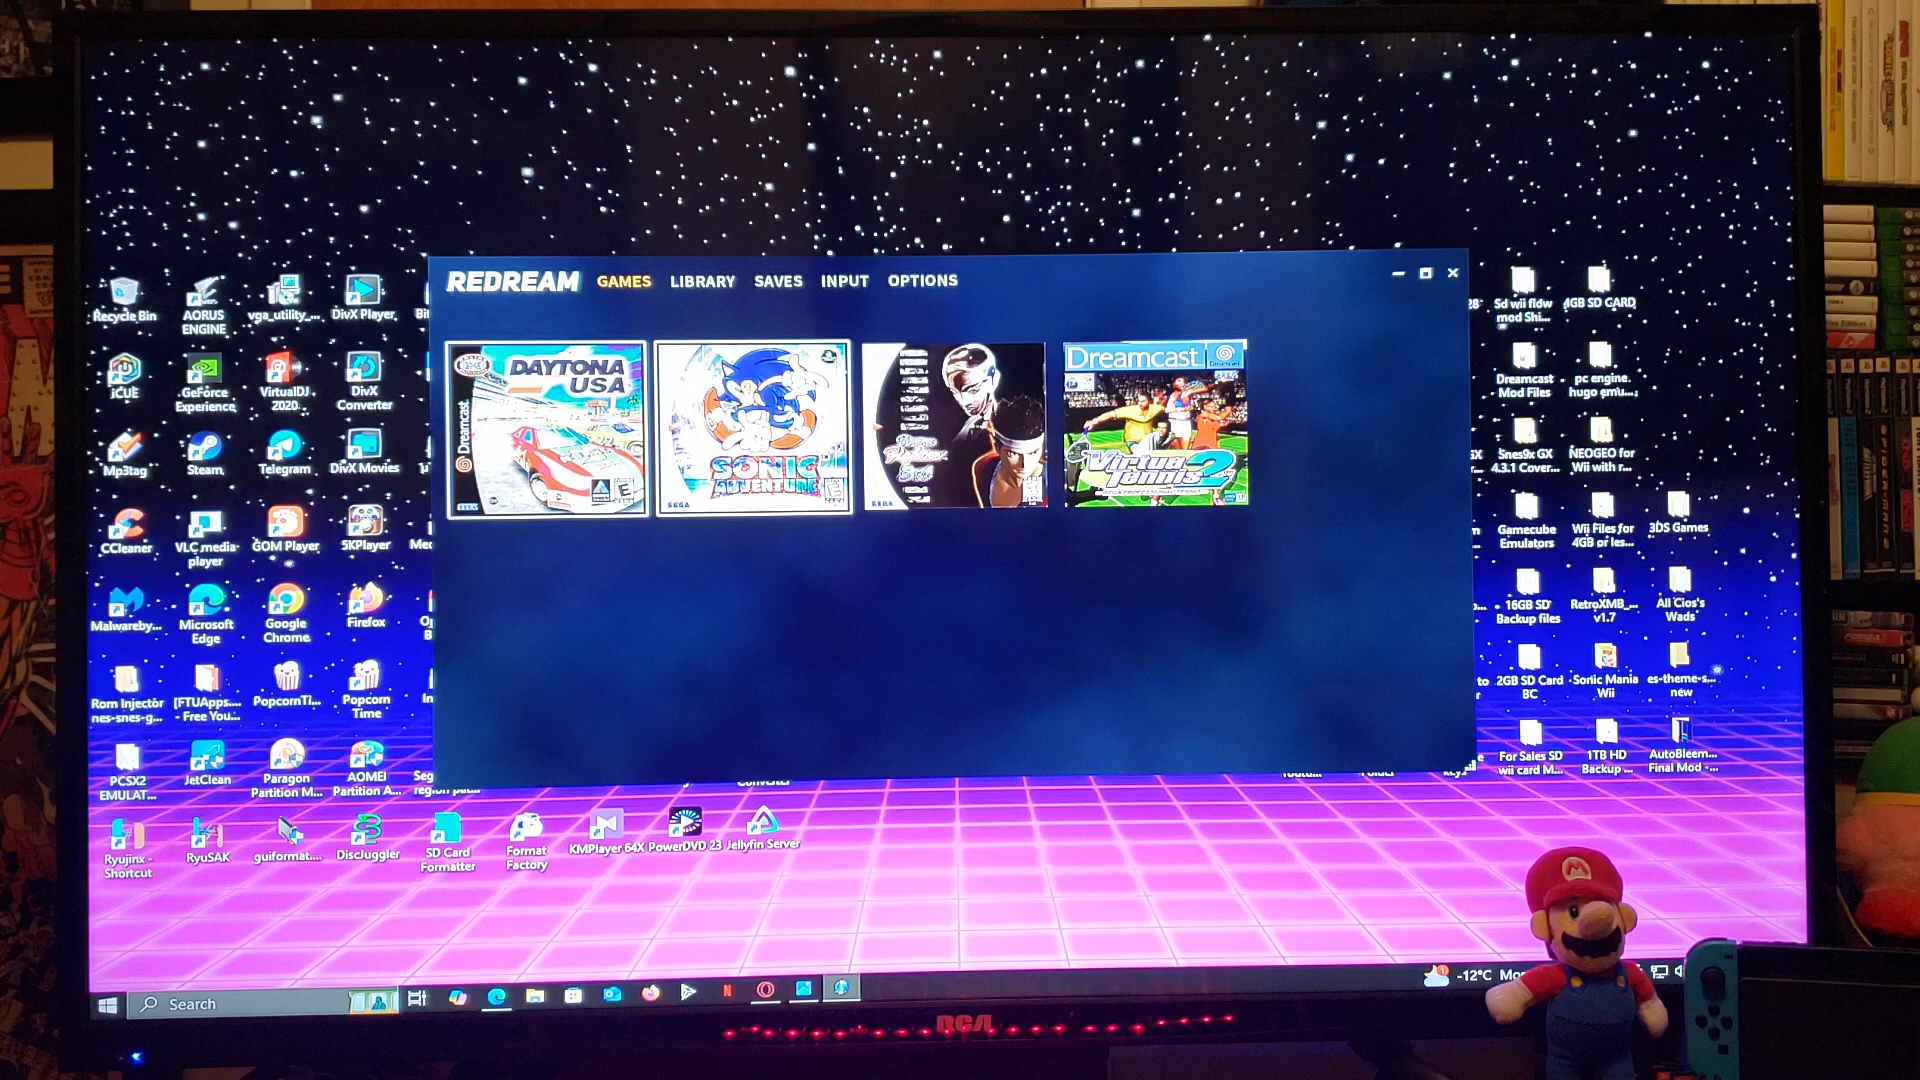 REDREAM GAMES LIBRARY SAVES INPUT OPTIONS
DAYTONA
USA
Dreamcast
SEGA
SONIC
ADVENTURE
SEGA
SEGA
Dreamcast
Virtua
Tennis 2
Recycle Bin
AORUS
ENGINE
vga_utility_...
DivX Player
iCUE
GeForce
Experience
VirtualDJ
2020
DivX
Converter
Mp3tag
Steam
Telegram
DivX Movies
CCleaner
VLC media
player
GOM Player
5KPlayer
Malwareby...
Microsoft
Edge
Google
Chrome
Firefox
Rom Injector
nes-snes-g...
[FTUApps....
- Free You...
PopcornTi...
Popcorn
Time
PCSX2
EMULAT...
JetClean
Paragon
Partition M...
AOMEI
Partition A...
Ryujinx -
Shortcut
RyuSAK
guiformat....
DiscJuggler
SD Card
Formatter
Format
Factory
KMPlayer 64X
PowerDVD 23
Jellyfin Server
Sd wii flow
mod Shi...
4GB SD CARD
Dreamcast
Mod Files
pc engine
hugo emu...
Snes9x GX
4.3.1 Cover...
NEOGEO for
Wii with r...
Gamecube
Emulators
Wii Files for
4GB or les...
3DS Games
16GB SD
Backup files
RetroXMB_...
v1.7
All Cios's
Wads
2GB SD Card
BC
Sonic Mania
Wii
es-theme-s...
new
For Sales SD
wii card M...
1TB HD
Backup ...
AutoBleem...
Final Mod -...
Search
-12°C
RCA
M